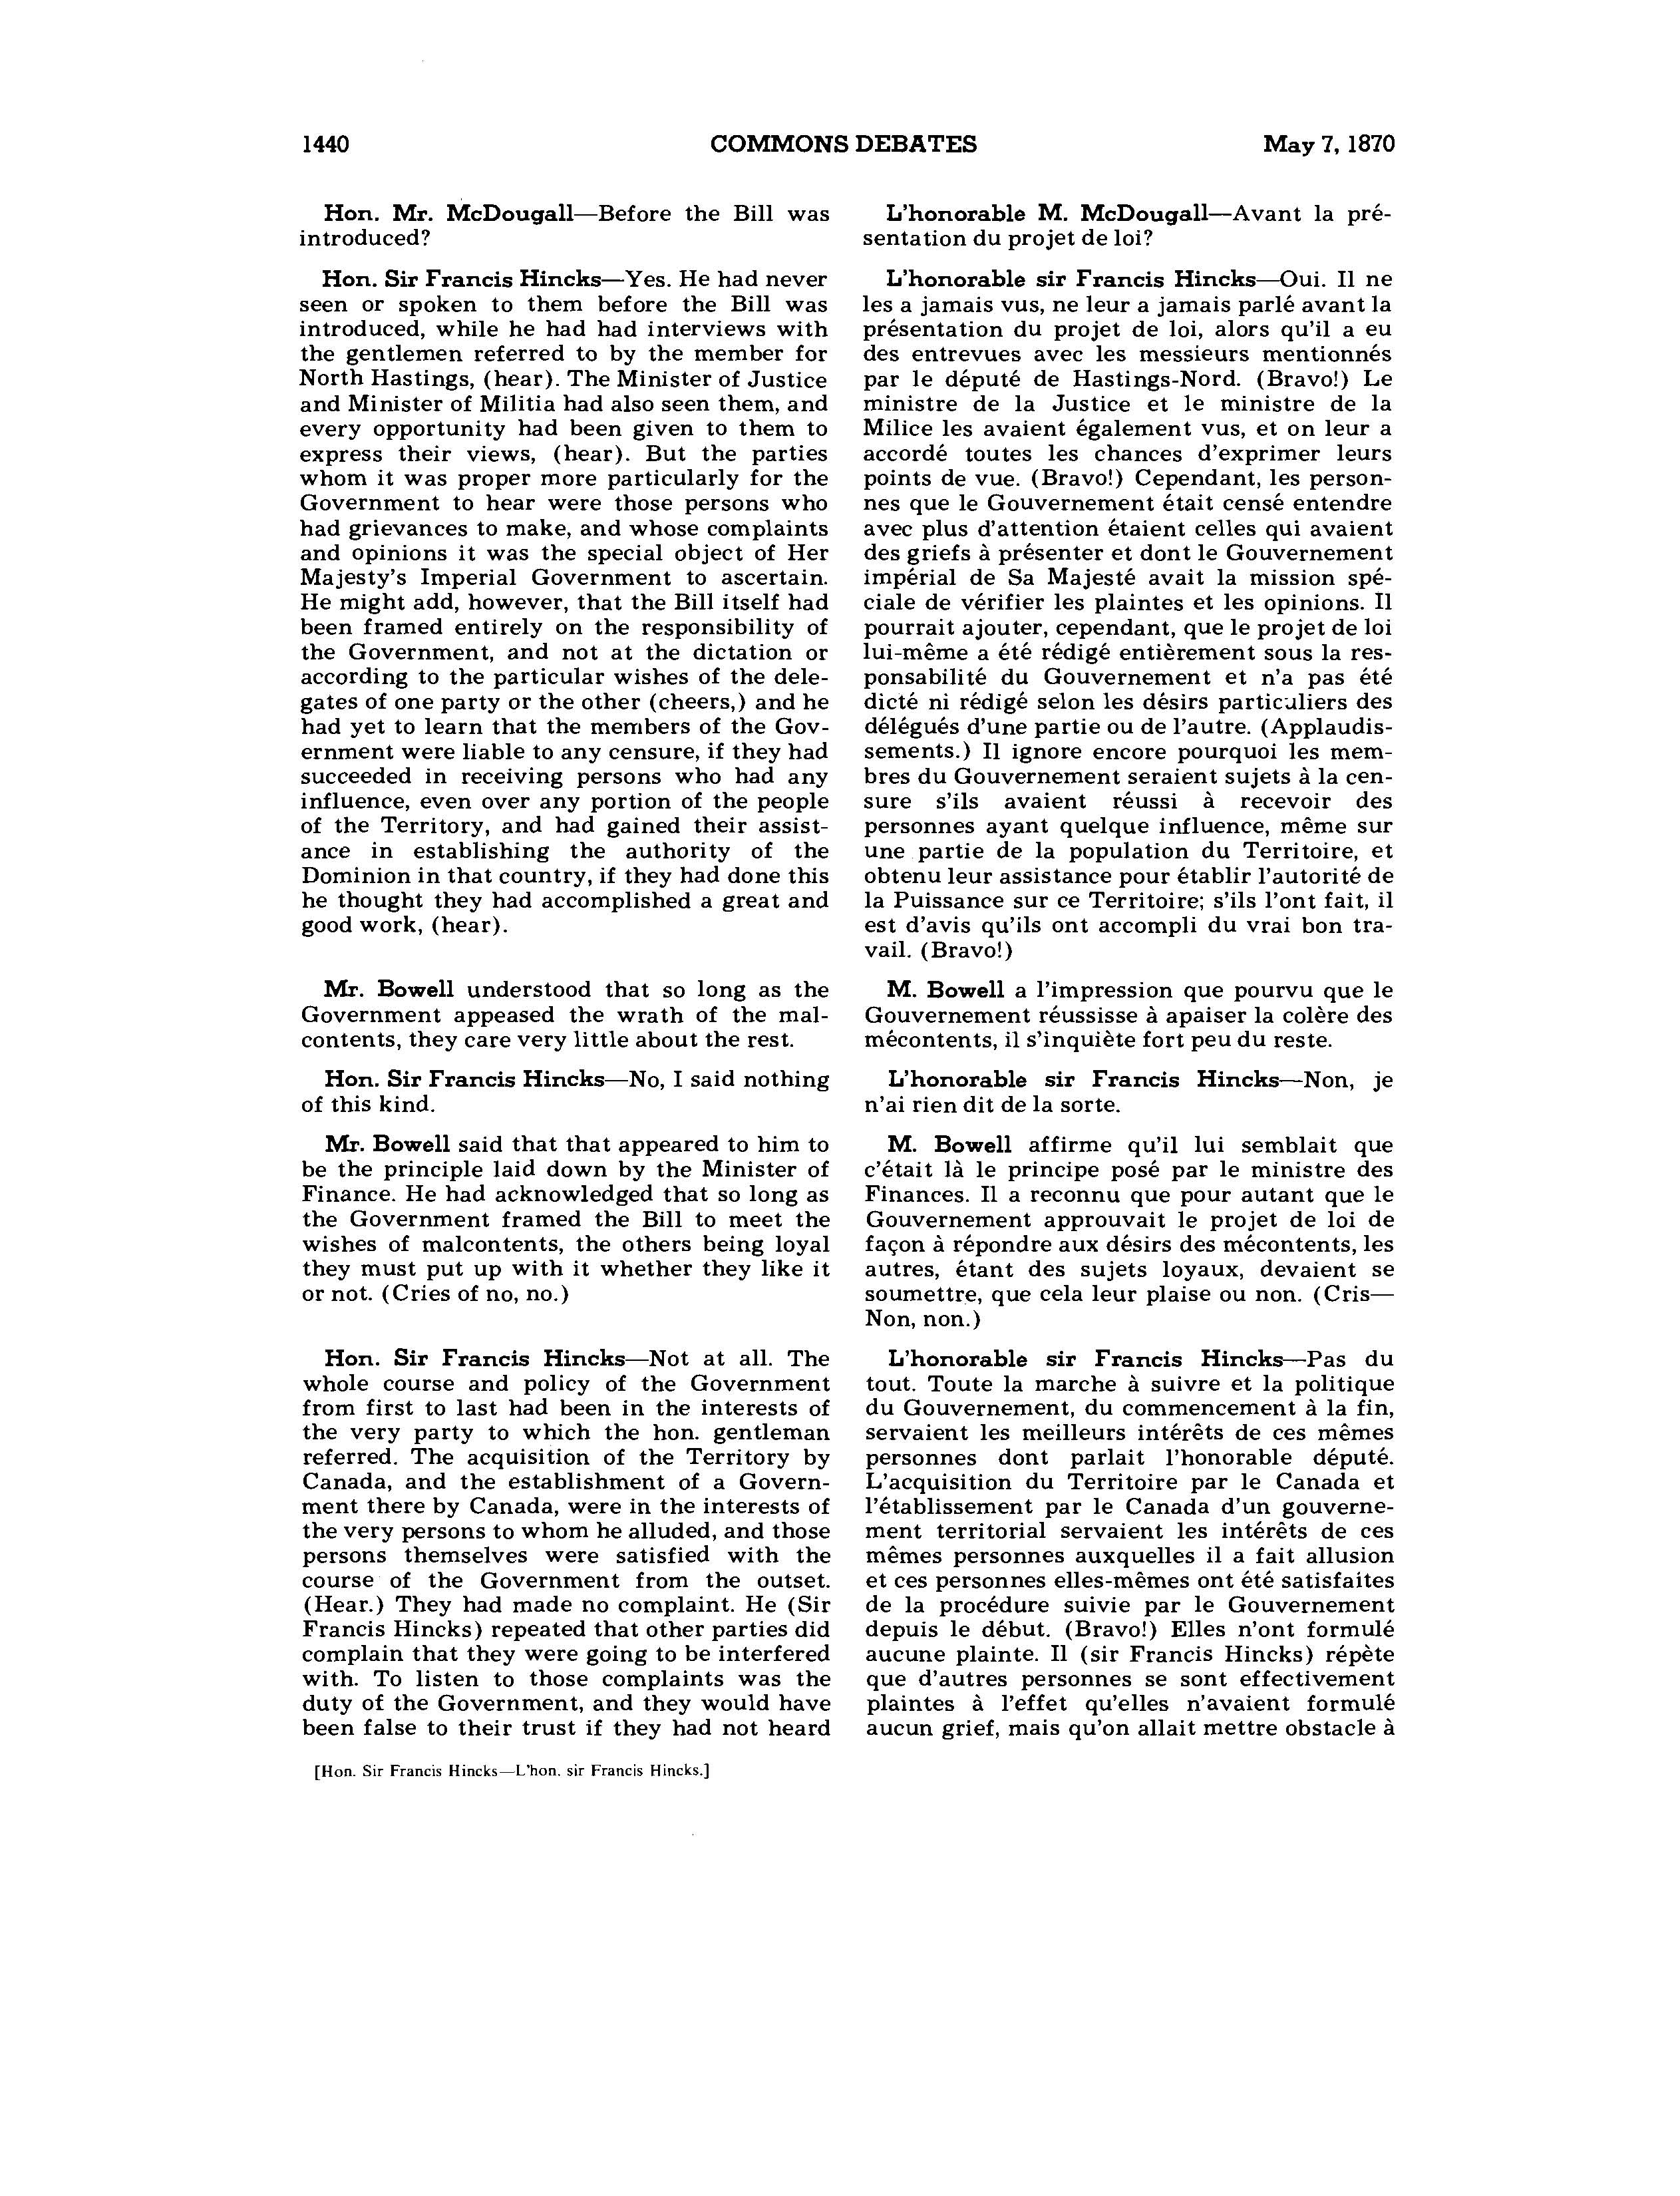 1440 COMMONS DEBATES May 7, 1870
Hon. Mr. McDougall—Before the Bill was
introduced?
Hon. Sir Francis Hincks—Yes. He had never
seen or spoken to them before the Bill was
introduced, while he had had interviews with
the gentlemen referred to by the member for
North Hastings, (hear). The Minister of Justice
and Minister of Militia had also seen them, and
every opportunity had been given to them to
express their views, (hear). But the parties
whom it was proper more particularly for the
Government to hear were those persons who
had grievances to make, and whose complaints
and opinions it was the special object of Her
Majesty's Imperial Government to ascertain.
He might add, however, that the Bill itself had
been framed entirely on the responsibility of
the Government, and not at the dictation or
according to the particular wishes of the dele-
gates of one party or the other (cheers,) and he
had yet to learn that the members of the Gov-
ernment were liable to any censure, if they had
succeeded in receiving persons who had any
influence, even over any portion of the people
of the Territory, and had gained their assist-
ance in establishing the authority of the
Dominion in that country, if they had done this
he thought they had accomplished a great and
good work, (hear).
Mr. Bowell understood that so long as the
Government appeased the wrath of the mal-
contents, they care very little about the rest.
Hon. Sir Francis Hincks—No, I said nothing
of this kind.
Mr. Bowell said that that appeared to him to
be the principle laid down by the Minister of
Finance. He had acknowledged that so long as
the Government framed the Bill to meet the
wishes of malcontents, the others being loyal
they must put up with it whether they like it
or not. (Cries of no, no.)
Hon. Sir Francis Hincks—Not at all. The
whole course and policy of the Government
from first to last had been in the interests of
the very party to which the hon. gentleman
referred. The acquisition of the Territory by
Canada, and the establishment of a Govern-
ment there by Canada, were in the interests of
the very persons to whom he alluded, and those
persons themselves were satisfied with the
course of the Government from the outset.
(Hear.) They had made no complaint. He (Sir
Francis Hincks) repeated that other parties did
complain that they were going to be interfered
with. To listen to those complaints was the
duty of the Government, and they would have
been false to their trust if they had not heard
L'honorable M. McDougall—Avant la pré-
sentation du projet de loi?
L'honorable sir Francis Hincks—Oui. Il ne
les a jamais vus, ne leur a jamais parlé avant la
présentation du projet de loi, alors qu'il a eu
des entrevues avec les messieurs mentionnés
par le député de Hastings-Nord. (Bravo!) Le
ministre de la Justice et le ministre de la
Milice les avaient également vus, et on leur a
accordé toutes les chances d'exprimer leurs
points de vue. (Bravo!) Cependant, les person-
nes que le Gouvernement était censé entendre
avec plus d'attention étaient celles qui avaient
des griefs à présenter et dont le Gouvernement
impérial de Sa Majesté avait la mission spé-
ciale de vérifier les plaintes et les opinions. Il
pourrait ajouter, cependant, que le projet de loi
lui-même a été rédigé entièrement sous la res-
ponsabilité du Gouvernement et n'a pas été
dicté ni rédigé selon les désirs particuliers des
délégués d'une partie ou de l'autre. (Applaudis-
sements.) Il ignore encore pourquoi les mem-
bres du Gouvernement seraient sujets à la cen-
sure s'ils avaient réussi à recevoir des
personnes ayant quelque influence, même sur
une partie de la population du Territoire, et
obtenu leur assistance pour établir l'autorité de
la Puissance sur ce Territoire; s'ils l'ont fait, il
est d'avis qu'ils ont accompli du vrai bon tra-
vail. (Bravo!)
M. Bowell a l'impression que pourvu que le
Gouvernement réussisse à apaiser la colère des
mécontents, il s'inquiète fort peu du reste.
L'honorable sir Francis Hincks—Non, je
n'ai rien dit de la sorte.
M. Bowell affirme qu'il lui semblait que
c'était là le principe posé par le ministre des
Finances. Il a reconnu que pour autant que le
Gouvernement approuvait le projet de loi de
façon à répondre aux désirs des mécontents, les
autres, étant des sujets loyaux, devaient se
soumettre, que cela leur plaise ou non. (Cris—
Non, non.)
L'honorable sir Francis Hincks—Pas du
tout. Toute la marche à suivre et la politique
du Gouvernement, du commencement à la fin,
servaient les meilleurs intérêts de ces mêmes
personnes dont parlait l'honorable député.
L'acquisition du Territoire par le Canada et
l'établissement par le Canada d'un gouverne-
ment territorial servaient les intérêts de ces
mêmes personnes auxquelles il a fait allusion
et ces personnes elles-mêmes ont été satisfaites
de la procédure suivie par le Gouvernement
depuis le début. (Bravo!) Elles n'ont formulé
aucune plainte. Il (sir Francis Hincks) répète
que d'autres personnes se sont effectivement
plaintes à l'effet qu'elles n'avaient formulé
aucun grief, mais qu'on allait mettre obstacle à
[Hon. Sir Francis Hincks—L'hon. sir Francis Hincks.]